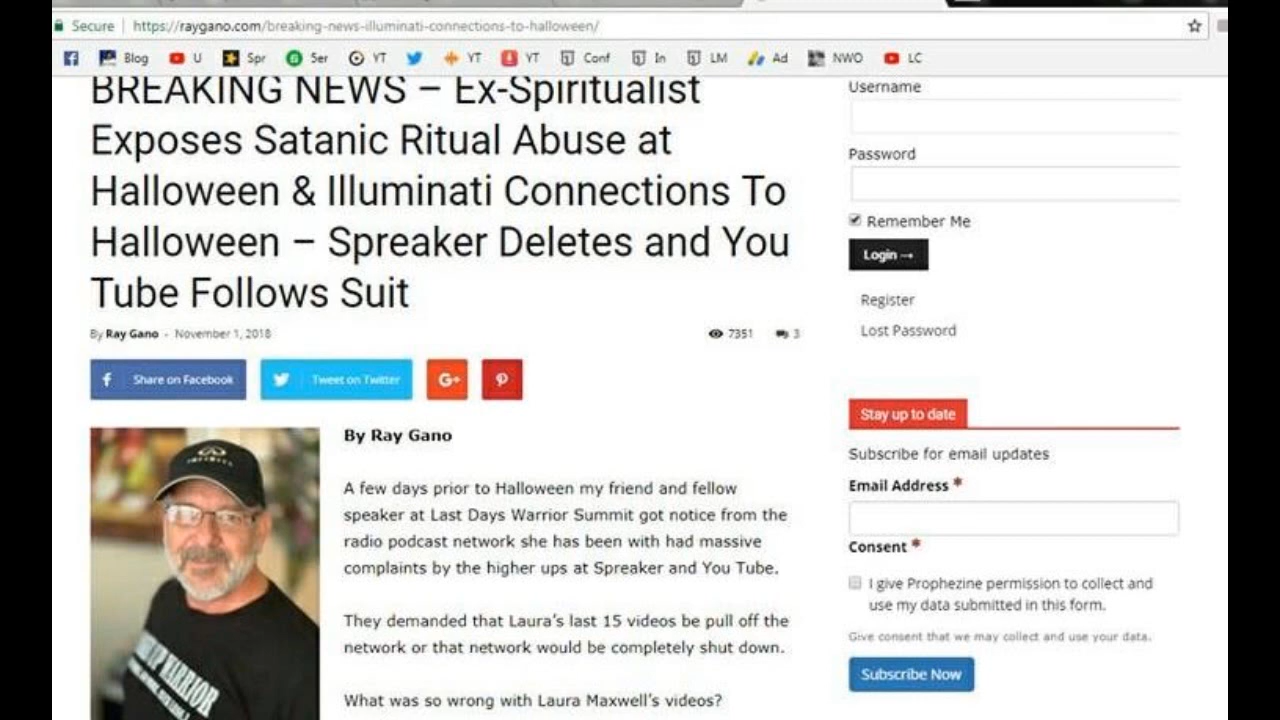 Secure https://raygano.com/breaking-news-illuminati-connections-to-halloween/
Blog U Spr Ser YT YT YT Conf In LM Ad NWO LC
BREAKING NEWS – Ex-Spiritualist
Exposes Satanic Ritual Abuse at
Halloween & Illuminati Connections To
Halloween – Spreaker Deletes and You
Tube Follows Suit
By Ray Gano - November 1, 2018
7351 3
Share on Facebook
Tweet on Twitter
G+
By Ray Gano
A few days prior to Halloween my friend and fellow
speaker at Last Days Warrior Summit got notice from the
radio podcast network she has been with had massive
complaints by the higher ups at Spreaker and You Tube.
They demanded that Laura's last 15 videos be pull off the
network or that network would be completely shut down.
What was so wrong with Laura Maxwell's videos?
WARRIOR
Username
Password
Remember Me
Login →
Register
Lost Password
Stay up to date
Subscribe for email updates
Email Address *
Consent *
I give Prophezine permission to collect and
use my data submitted in this form.
Give consent that we may collect and use your data.
Subscribe Now